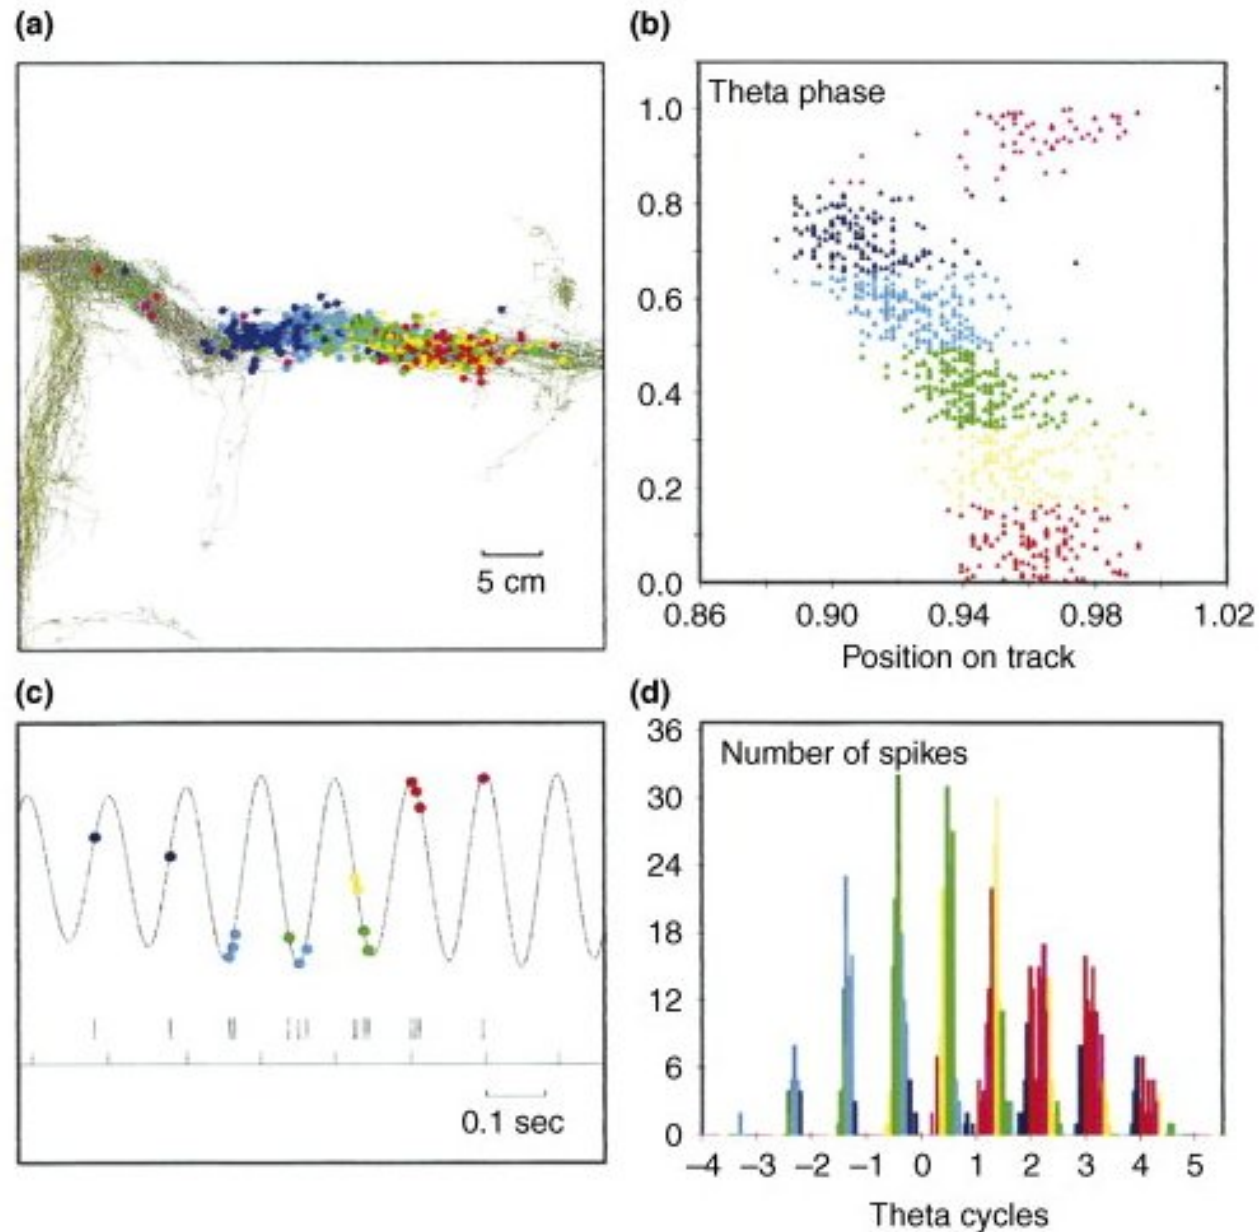 (a)
5 cm
(b)
Theta phase
1.0
0.8
0.6
0.4
0.2
0.0
0.86 0.90 0.94 0.98 1.02
Position on track
(c)
0.1 sec
(d)
Number of spikes
36
30
24
18
12
6
0
–4 –3 –2 –1 0 1 2 3 4 5
Theta cycles